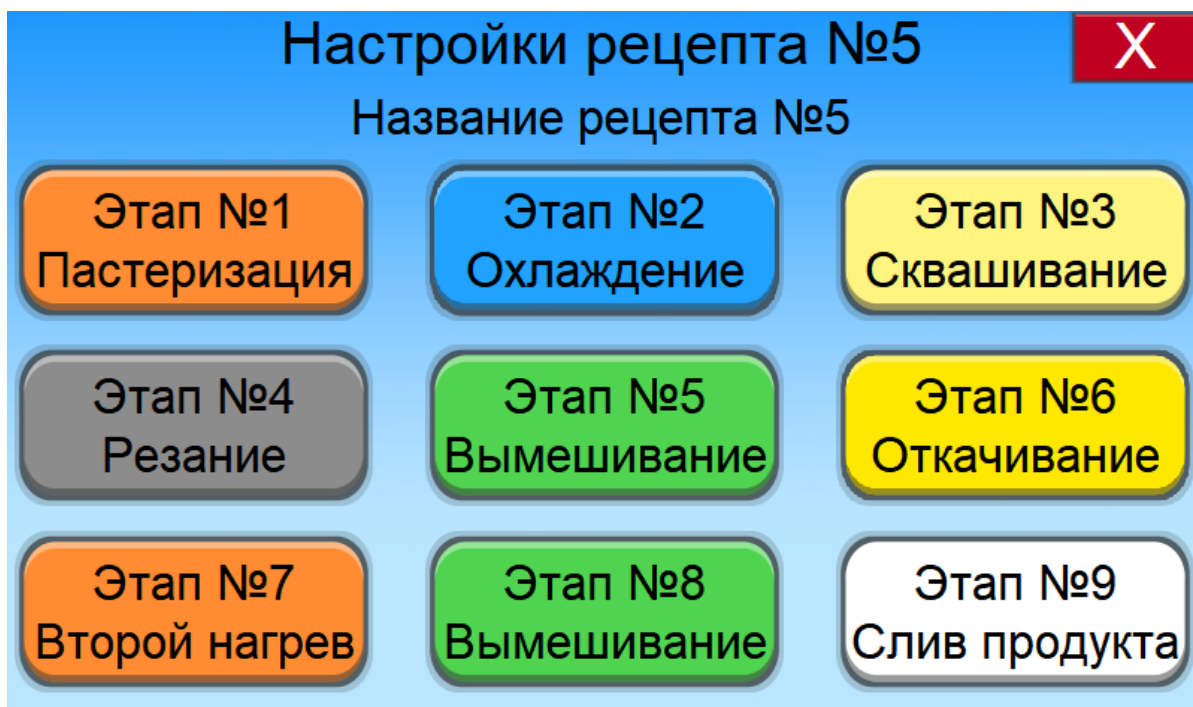 Настройки рецепта №5
X
Название рецепта №5
Этап №1
Пастеризация
Этап №2
Охлаждение
Этап №3
Сквашивание
Этап №4
Резание
Этап №5
Вымешивание
Этап №6
Откачивание
Этап №7
Второй нагрев
Этап №8
Вымешивание
Этап №9
Слив продукта